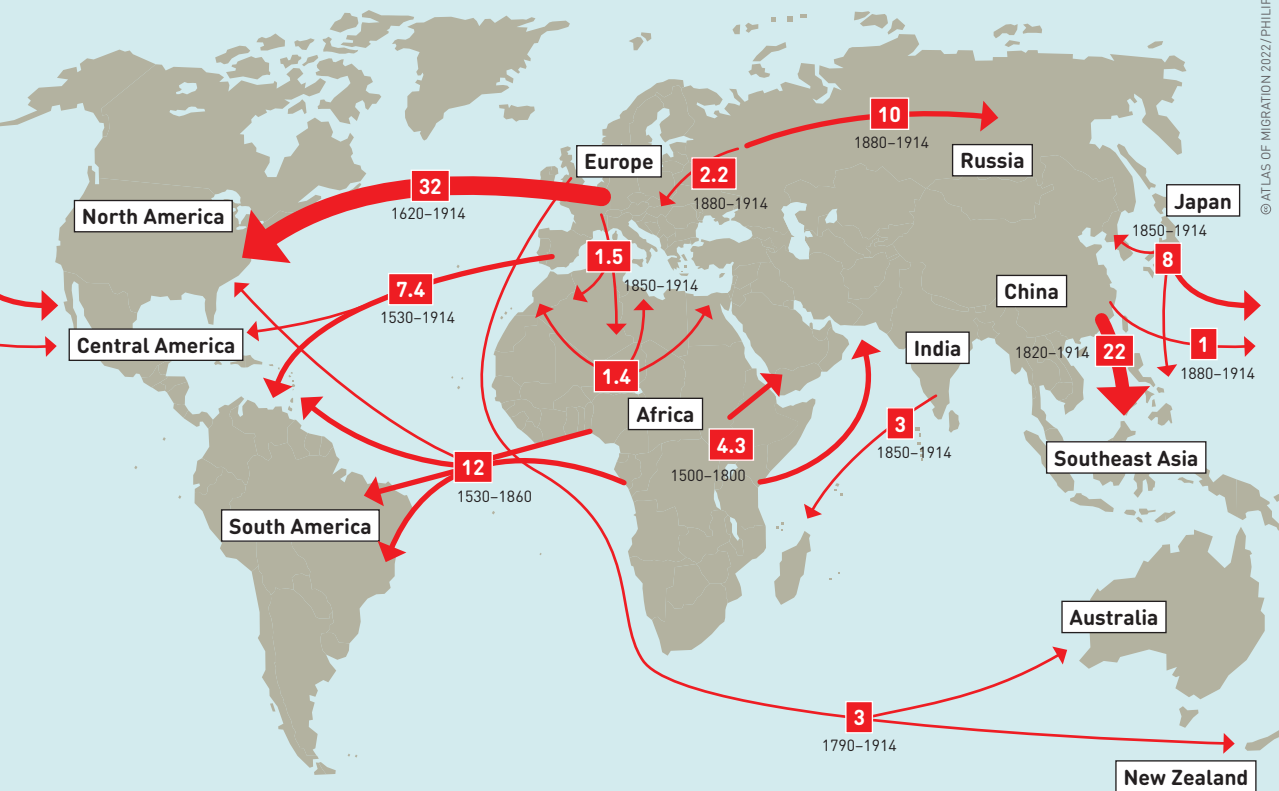 © ATLAS OF MIGRATION 2022 / PHILIP
10
1880–1914
Europe
Russia
2.2
1880–1914
32
1620–1914
North America
Japan
1850–1914
8
1.5
1850–1914
7.4
1530–1914
China
Central America
India
1820–1914
22
1
1880–1914
1.4
Africa
4.3
1500–1800
3
1850–1914
Southeast Asia
12
1530–1860
South America
Australia
3
1790–1914
New Zealand